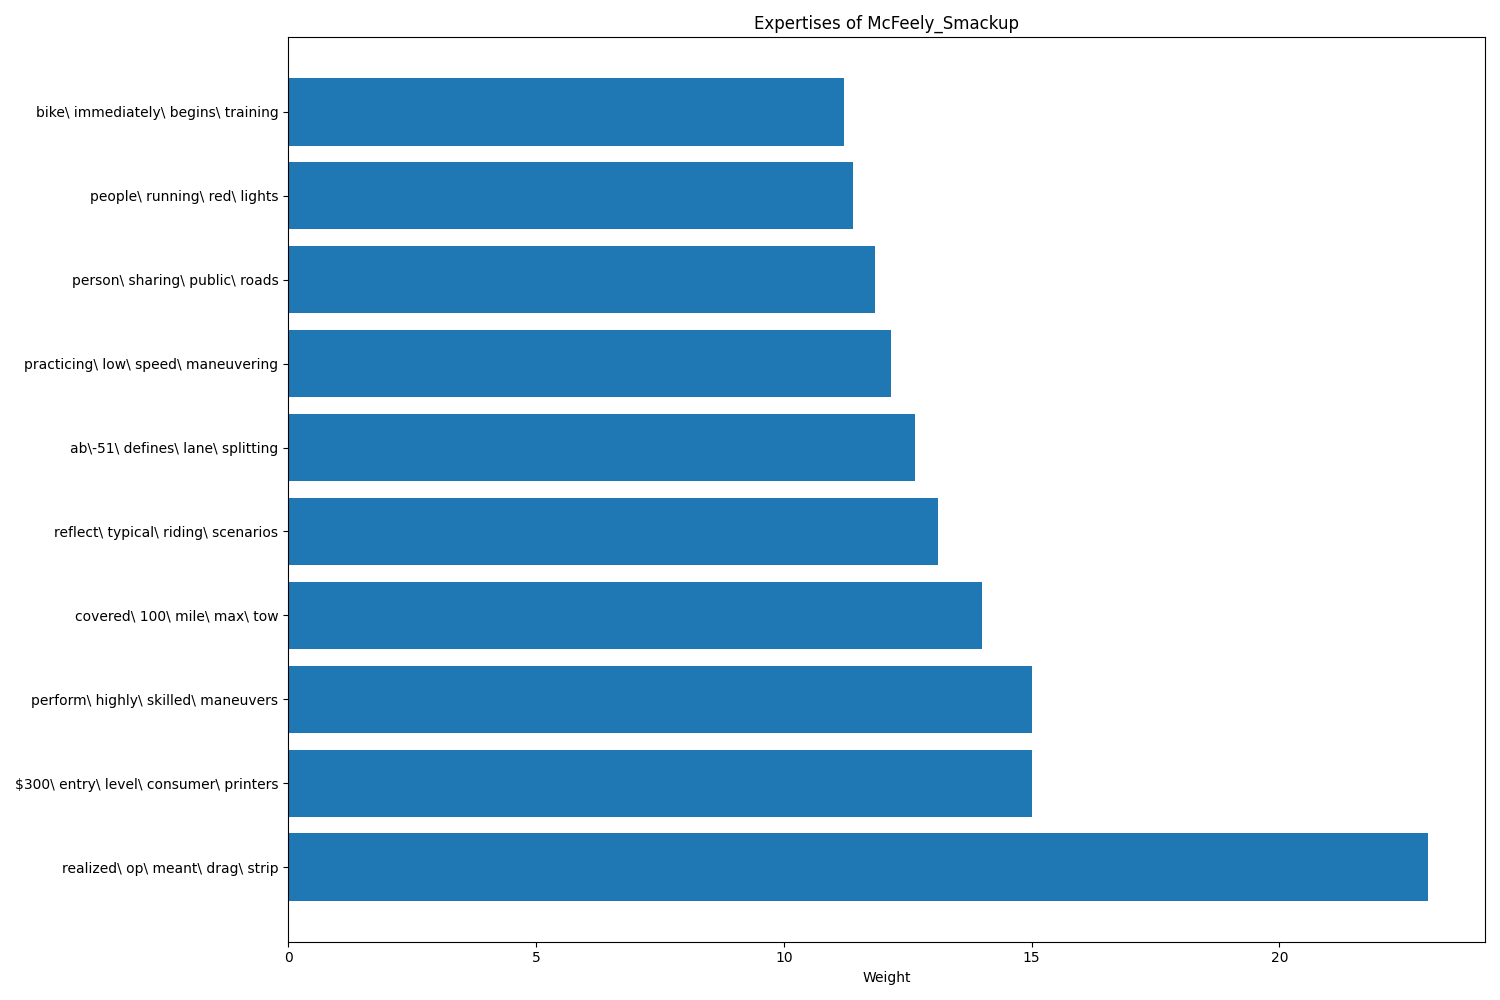 Expertises of McFeely_Smackup
bike\ immediately\ begins\ training
people\ running\ red\ lights
person\ sharing\ public\ roads
practicing\ low\ speed\ maneuvering
ab\-51\ defines\ lane\ splitting
reflect\ typical\ riding\ scenarios
covered\ 100\ mile\ max\ tow
perform\ highly\ skilled\ maneuvers
$300\ entry\ level\ consumer\ printers
realized\ op\ meant\ drag\ strip
0 5 10 15 20
Weight